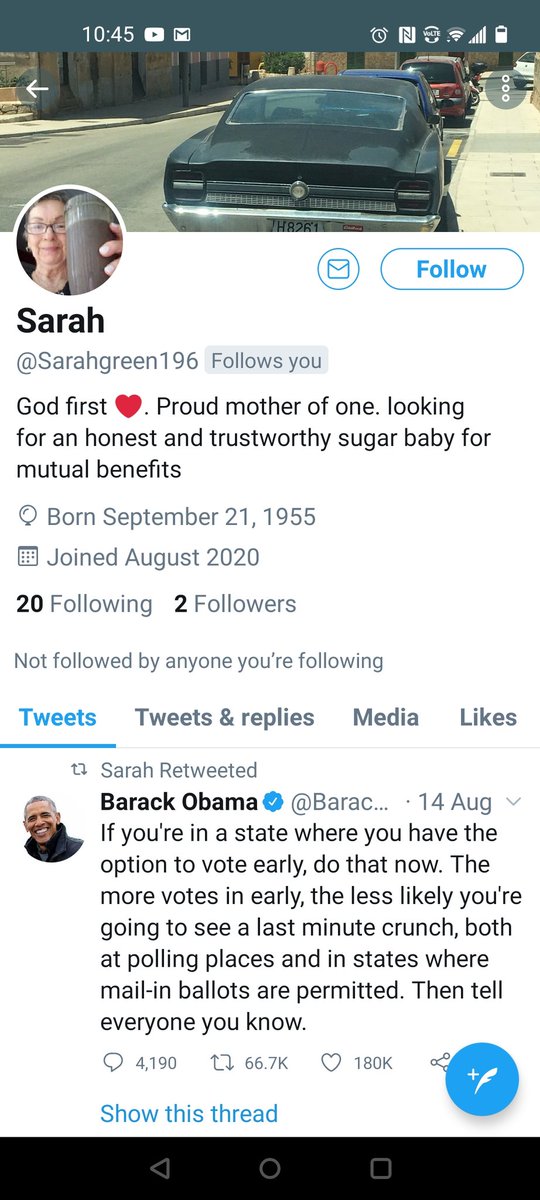 10:45
VoLTE
H8261
Follow
Sarah
@Sarahgreen196 Follows you
God first ❤️. Proud mother of one. looking
for an honest and trustworthy sugar baby for
mutual benefits
Born September 21, 1955
Joined August 2020
20 Following 2 Followers
Not followed by anyone you’re following
Tweets Tweets & replies Media Likes
Sarah Retweeted
Barack Obama @Barac... · 14 Aug
If you're in a state where you have the
option to vote early, do that now. The
more votes in early, the less likely you're
going to see a last minute crunch, both
at polling places and in states where
mail-in ballots are permitted. Then tell
everyone you know.
4,190 66.7K 180K
Show this thread